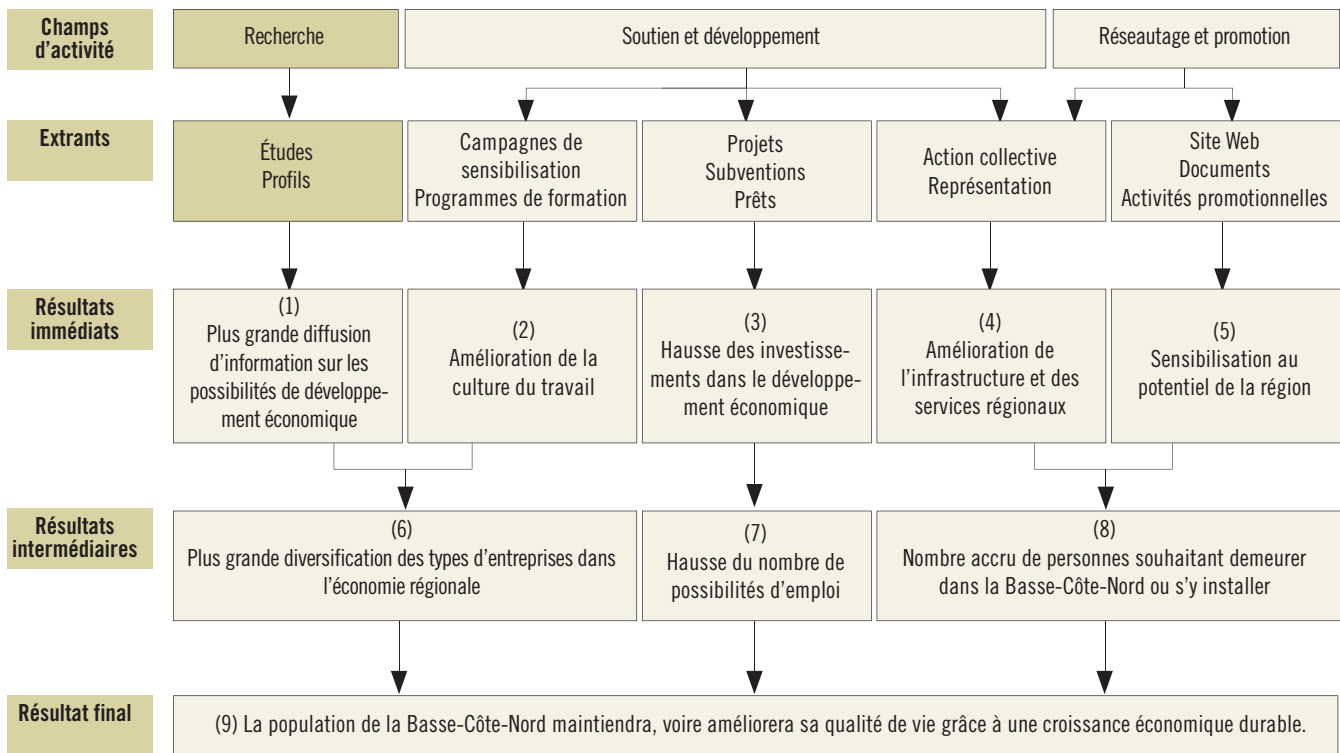 Champs
d’activité
Recherche
Soutien et développement
Réseautage et promotion
Extrants
Études
Profils
Campagnes de
sensibilisation
Programmes de formation
Projets
Subventions
Prêts
Action collective
Représentation
Site Web
Documents
Activités promotionnelles
Résultats
immédiats
(1)
Plus grande diffusion
d’information sur les
possibilités de développe-
ment économique
(2)
Amélioration de la
culture du travail
(3)
Hausse des investisse-
ments dans le développe-
ment économique
(4)
Amélioration de
l’infrastructure et des
services régionaux
(5)
Sensibilisation au
potentiel de la région
Résultats
intermédiaires
(6)
Plus grande diversification des types d’entreprises dans
l’économie régionale
(7)
Hausse du nombre de
possibilités d’emploi
(8)
Nombre accru de personnes souhaitant demeurer
dans la Basse-Côte-Nord ou s’y installer
Résultat final
(9) La population de la Basse-Côte-Nord maintiendra, voire améliorera sa qualité de vie grâce à une croissance économique durable.